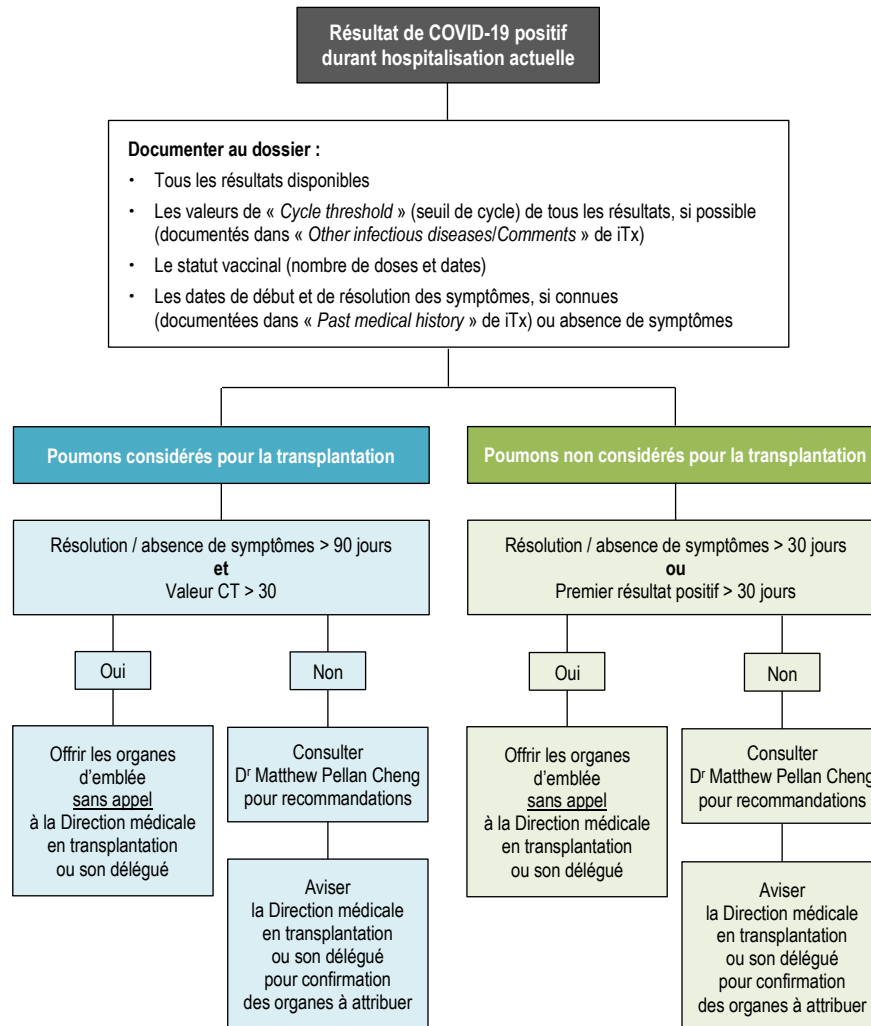 Résultat de COVID-19 positif
durant hospitalisation actuelle
Documenter au dossier :
• Tous les résultats disponibles
• Les valeurs de « Cycle threshold » (seuil de cycle) de tous les résultats, si possible
(documentés dans « Other infectious diseases/Comments » de iTx)
• Le statut vaccinal (nombre de doses et dates)
• Les dates de début et de résolution des symptômes, si connues
(documentées dans « Past medical history » de iTx) ou absence de symptômes
Poumons considérés pour la transplantation
Résolution / absence de symptômes > 90 jours
et
Valeur CT > 30
Oui
Offrir les organes
d'emblée
sans appel
à la Direction médicale
en transplantation
ou son délégué
Non
Consulter
Dr Matthew Pellan Cheng
pour recommandations
Aviser
la Direction médicale
en transplantation
ou son délégué
pour confirmation
des organes à attribuer
Poumons non considérés pour la transplantation
Résolution / absence de symptômes > 30 jours
ou
Premier résultat positif > 30 jours
Oui
Offrir les organes
d'emblée
sans appel
à la Direction médicale
en transplantation
ou son délégué
Non
Consulter
Dr Matthew Pellan Cheng
pour recommandations
Aviser
la Direction médicale
en transplantation
ou son délégué
pour confirmation
des organes à attribuer